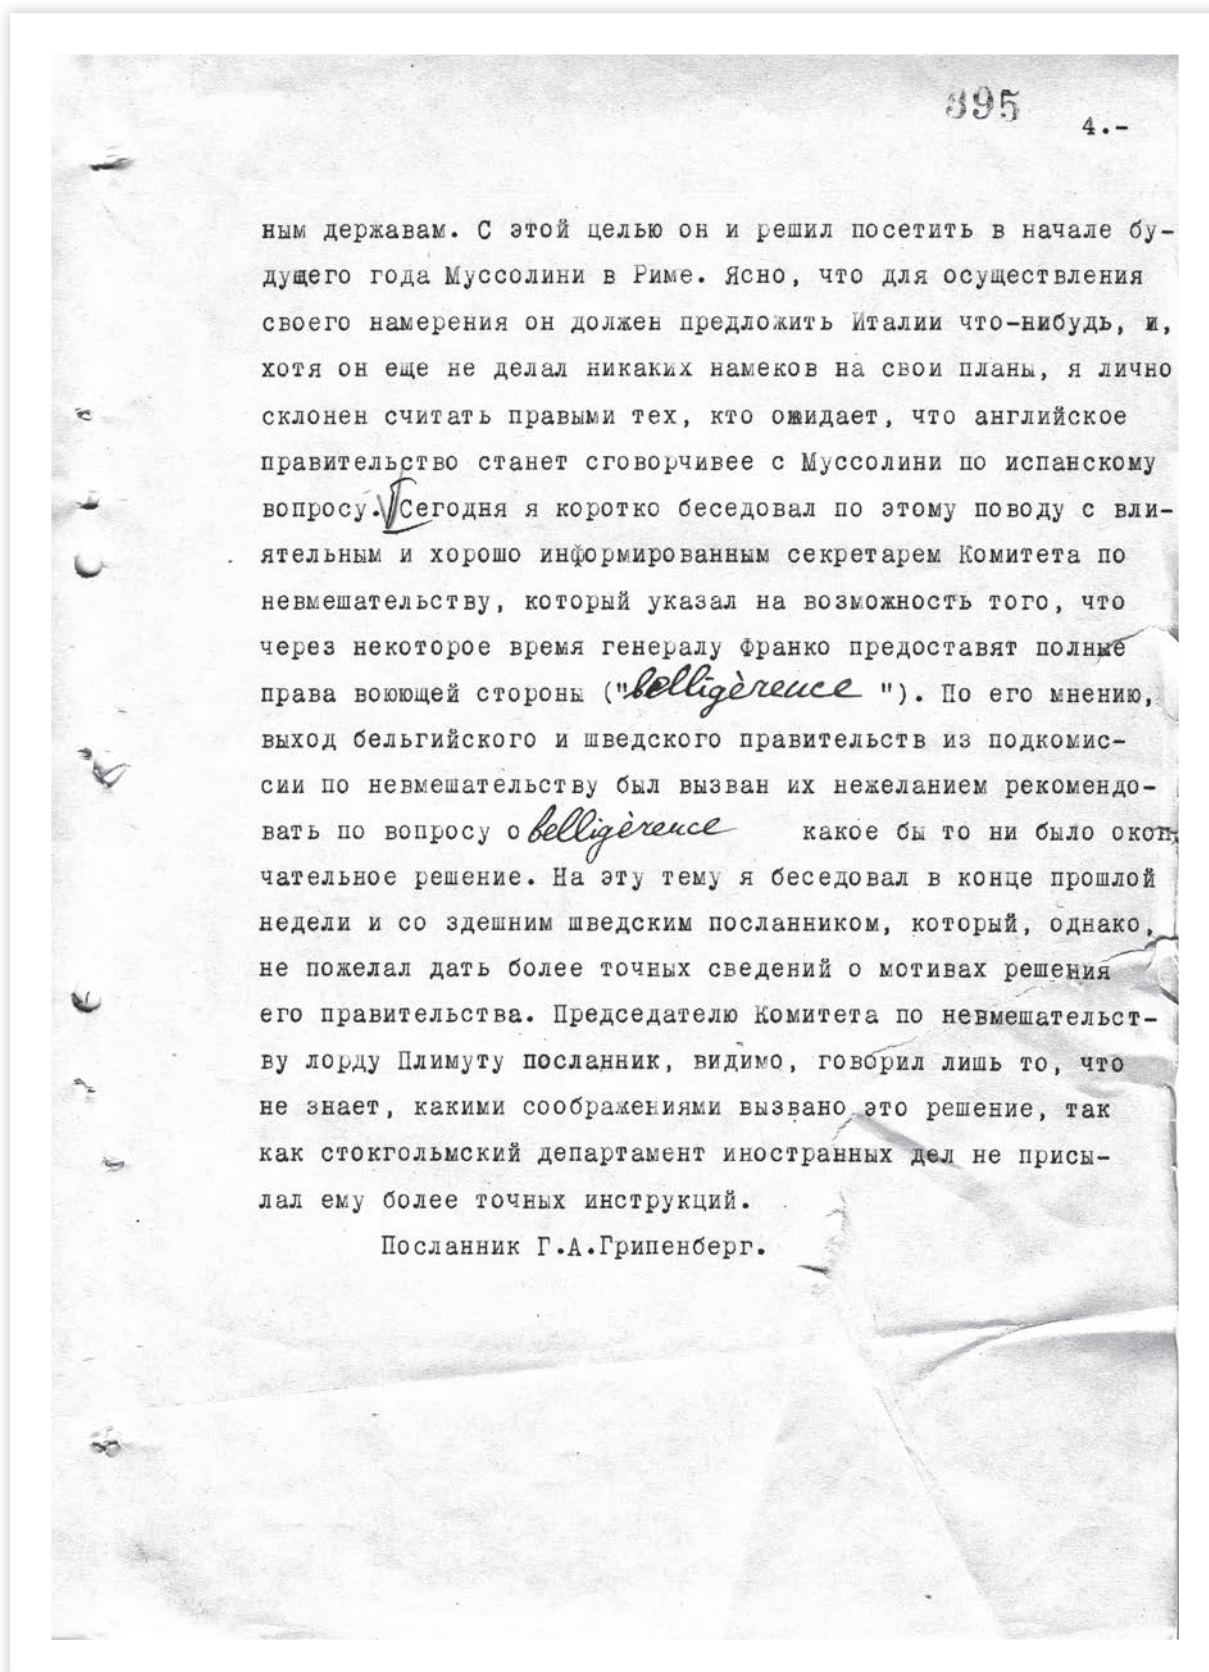 395
4.-
ным державам. С этой целью он и решил посетить в начале бу-
дущего года Муссолини в Риме. Ясно, что для осуществления
своего намерения он должен предложить Италии что-нибудь, и,
хотя он еще не делал никаких намеков на свои планы, я лично
склонен считать правыми тех, кто ожидает, что английское
правительство станет сговорчивее с Муссолини по испанскому
вопросу. Сегодня я коротко беседовал по этому поводу с вли-
ятельным и хорошо информированным секретарем Комитета по
невмешательству, который указал на возможность того, что
через некоторое время генералу Франко предоставят полные
права воюющей стороны ("belligèrence "). По его мнению,
выход бельгийского и шведского правительств из подкомис-
сии по невмешательству был вызван их нежеланием рекомендо-
вать по вопросу о belligèrence какое бы то ни было окон-
чательное решение. На эту тему я беседовал в конце прошлой
недели и со здешним шведским посланником, который, однако,
не пожелал дать более точных сведений о мотивах решения
его правительства. Председателю Комитета по невмешательст-
ву лорду Плимуту посланник, видимо, говорил лишь то, что
не знает, какими соображениями вызвано это решение, так
как стокгольмский департамент иностранных дел не присы-
лал ему более точных инструкций.
Посланник Г.А.Грипенберг.